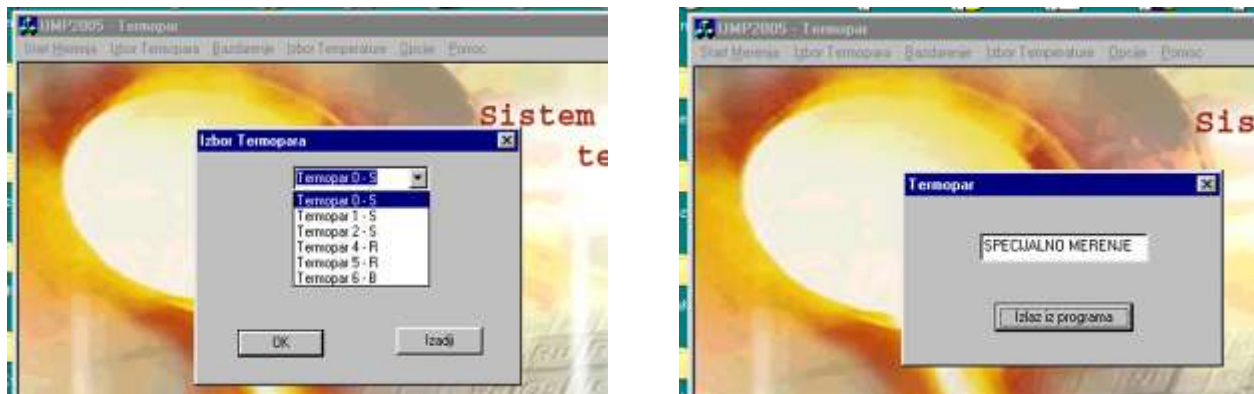 DMP2005 - Termopar
Start Merenja Izbor Termopara Bazdarenje Izbor Temperature Opcije Pomoc
Sistem
te
Izbor Termopara
Termopar 0 - S
Termopar 0 - S
Termopar 1 - S
Termopar 2 - S
Termopar 4 - R
Termopar 5 - R
Termopar 6 - B
OK
Izadji
DMP2005 - Termopar
Start Merenja Izbor Termopara Bazdarenje Izbor Temperature Opcije Pomoc
Sis
Termopar
SPECIJALNO MERENJE
Izlaz iz programa